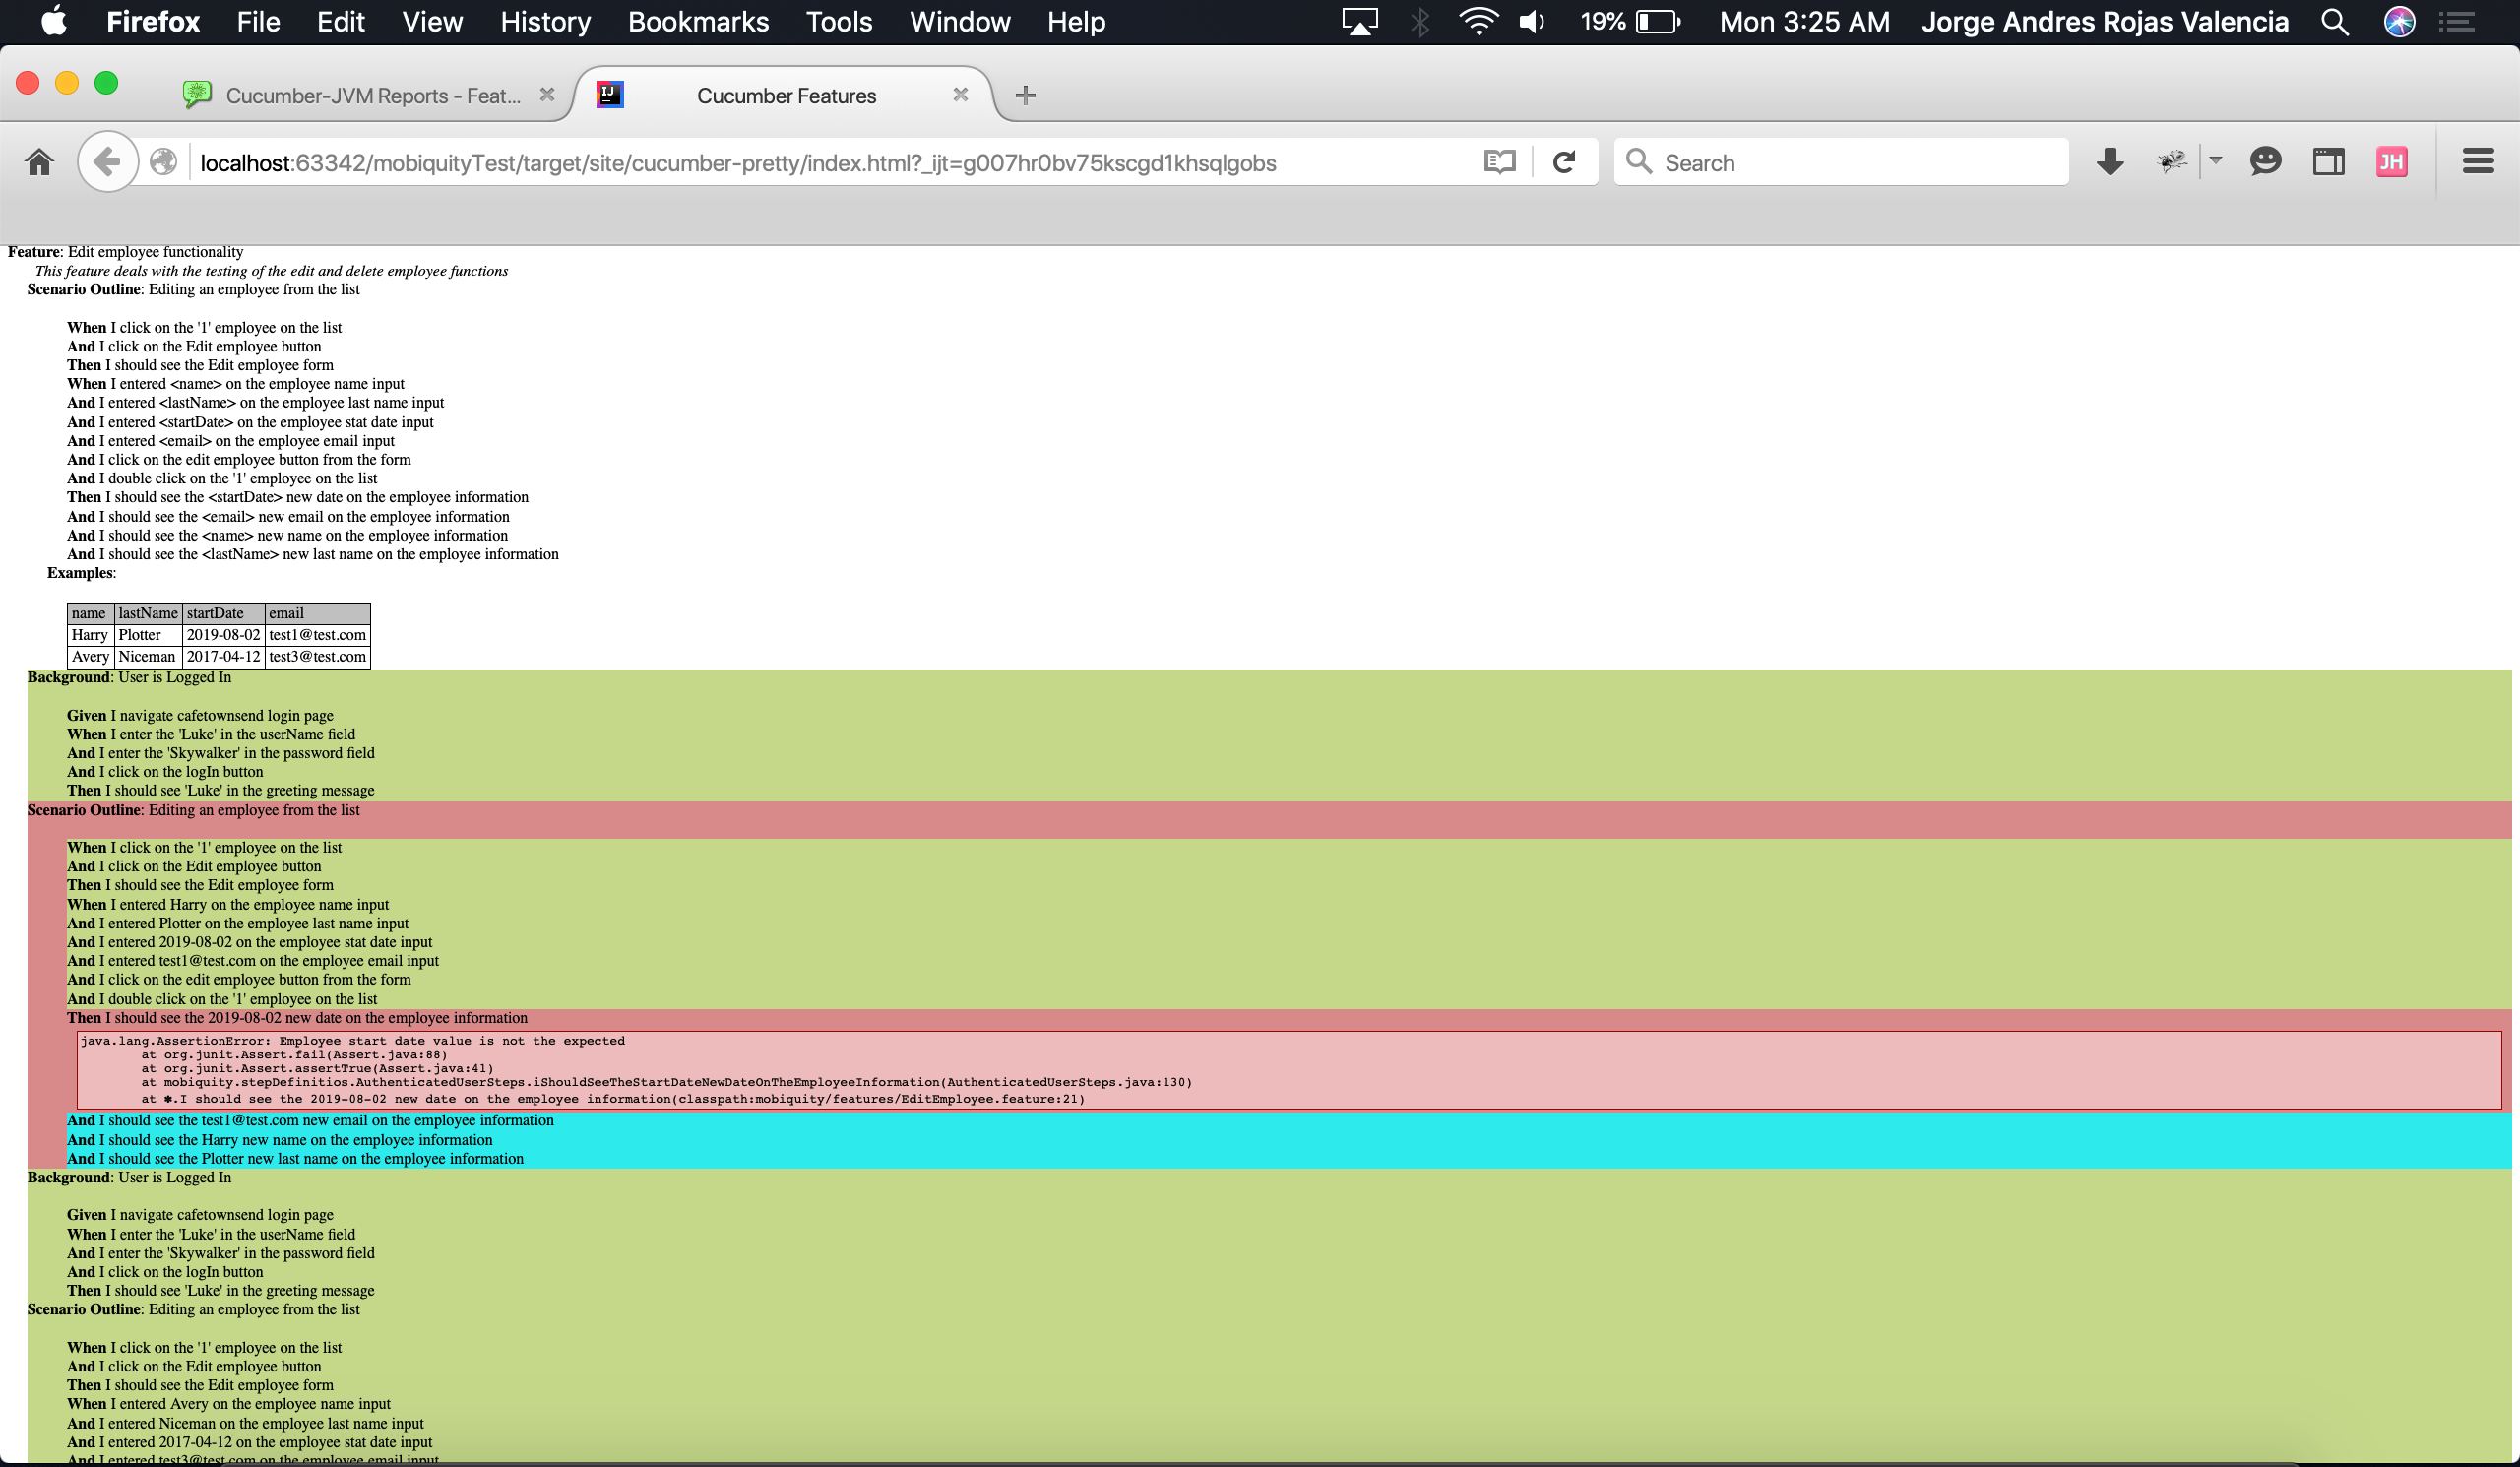 Firefox File Edit View History Bookmarks Tools Window Help 19% Mon 3:25 AM Jorge Andres Rojas Valencia
Cucumber-JVM Reports - Feat... Cucumber Features
localhost:63342/mobiquityTest/target/site/cucumber-pretty/index.html?_ijt=g007hr0bv75kscgd1khsqlgobs Search JH
Feature: Edit employee functionality
This feature deals with the testing of the edit and delete employee functions
Scenario Outline: Editing an employee from the list
When I click on the '1' employee on the list
And I click on the Edit employee button
Then I should see the Edit employee form
When I entered <name> on the employee name input
And I entered <lastName> on the employee last name input
And I entered <startDate> on the employee stat date input
And I entered <email> on the employee email input
And I click on the edit employee button from the form
And I double click on the '1' employee on the list
Then I should see the <startDate> new date on the employee information
And I should see the <email> new email on the employee information
And I should see the <name> new name on the employee information
And I should see the <lastName> new last name on the employee information
Examples:
name lastName startDate email
Harry Plotter 2019-08-02 test1@test.com
Avery Niceman 2017-04-12 test3@test.com
Background: User is Logged In
Given I navigate cafetownsend login page
When I enter the 'Luke' in the userName field
And I enter the 'Skywalker' in the password field
And I click on the logIn button
Then I should see 'Luke' in the greeting message
Scenario Outline: Editing an employee from the list
When I click on the '1' employee on the list
And I click on the Edit employee button
Then I should see the Edit employee form
When I entered Harry on the employee name input
And I entered Plotter on the employee last name input
And I entered 2019-08-02 on the employee stat date input
And I entered test1@test.com on the employee email input
And I click on the edit employee button from the form
And I double click on the '1' employee on the list
Then I should see the 2019-08-02 new date on the employee information
java.lang.AssertionError: Employee start date value is not the expected
at org.junit.Assert.fail(Assert.java:88)
at org.junit.Assert.assertTrue(Assert.java:41)
at mobiquity.stepDefinitios.AuthenticatedUserSteps.iShouldSeeTheStartDateNewDateOnTheEmployeeInformation(AuthenticatedUserSteps.java:130)
at ✽.I should see the 2019-08-02 new date on the employee information(classpath:mobiquity/features/EditEmployee.feature:21)
And I should see the test1@test.com new email on the employee information
And I should see the Harry new name on the employee information
And I should see the Plotter new last name on the employee information
Background: User is Logged In
Given I navigate cafetownsend login page
When I enter the 'Luke' in the userName field
And I enter the 'Skywalker' in the password field
And I click on the logIn button
Then I should see 'Luke' in the greeting message
Scenario Outline: Editing an employee from the list
When I click on the '1' employee on the list
And I click on the Edit employee button
Then I should see the Edit employee form
When I entered Avery on the employee name input
And I entered Niceman on the employee last name input
And I entered 2017-04-12 on the employee stat date input
And I entered test3@test.com on the employee email input